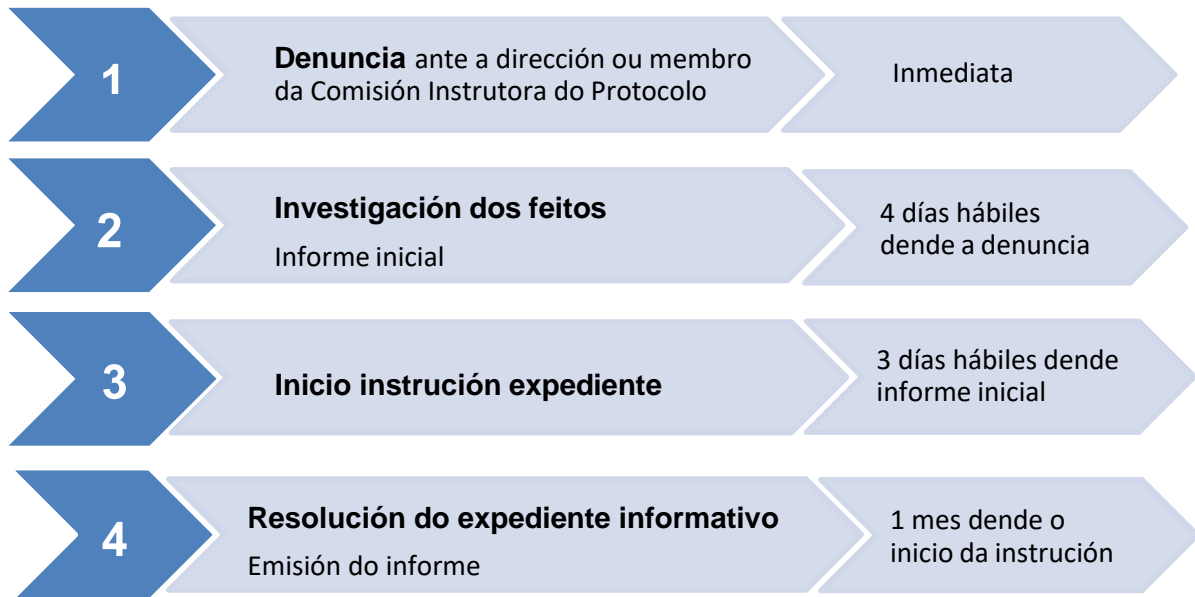 1
Denuncia ante a dirección ou membro
da Comisión Instrutora do Protocolo
Inmediata
2
Investigación dos feitos
Informe inicial
4 días hábiles
dende a denuncia
3
Inicio instrución expediente
3 días hábiles dende
informe inicial
4
Resolución do expediente informativo
Emisión do informe
1 mes dende o
inicio da instrución